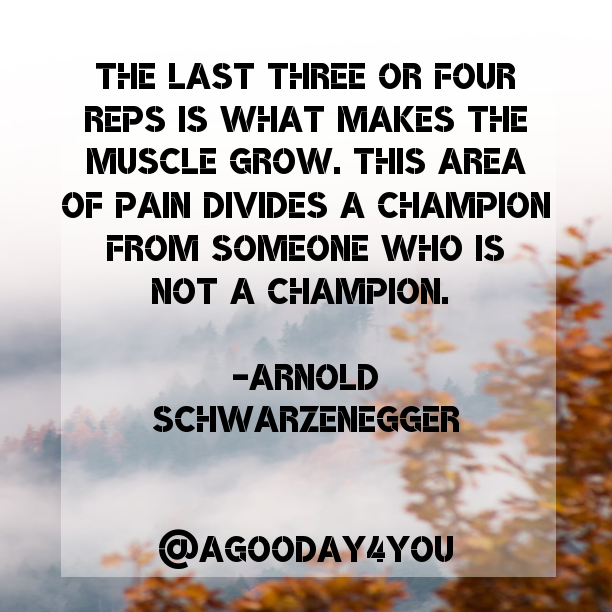 THE LAST THREE OR FOUR
REPS IS WHAT MAKES THE
MUSCLE GROW. THIS AREA
OF PAIN DIVIDES A CHAMPION
FROM SOMEONE WHO IS
NOT A CHAMPION.
-ARNOLD
SCHWARZENEGGER
@AGOODAY4YOU